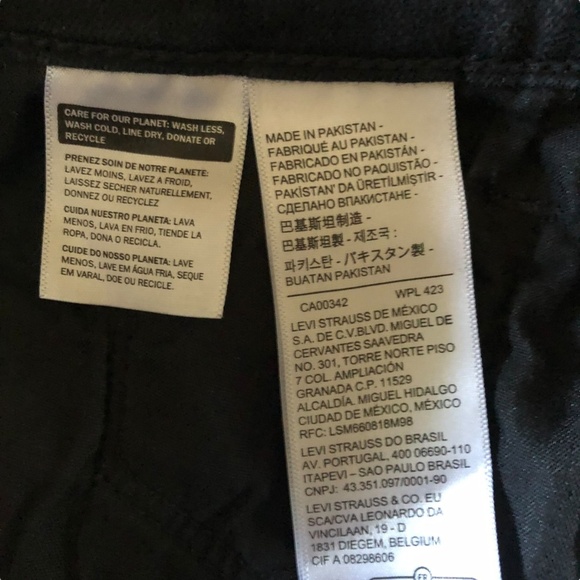 CARE FOR OUR PLANET: WASH LESS,
WASH COLD, LINE DRY, DONATE OR
RECYCLE
PRENEZ SOIN DE NOTRE PLANETE:
LAVEZ MOINS, LAVEZ A FROID,
LAISSEZ SECHER NATURELLEMENT,
DONNEZ OU RECYCLEZ
CUIDA NUESTRO PLANETA: LAVA
MENOS, LAVA EN FRIO, TIENDE LA
ROPA, DONA O RECICLA.
CUIDE DO NOSSO PLANETA: LAVE
MENOS, LAVE EM ÁGUA FRIA, SEQUE
EM VARAL, DOE OU RECICLE.
MADE IN PAKISTAN -
FABRIQUÉ AU PAKISTAN -
FABRICADO EN PAKISTÁN -
FABRICADO NO PAQUISTÃO -
PAKİSTAN' DA ÜRETİLMİŞTİR -
СДЕЛАНО ВПАКИСТАНЕ -
巴基斯坦制造 -
巴基斯坦製 - 제조국 :
파키스탄 - パキスタン製 -
BUATAN PAKISTAN
CA00342 WPL 423
LEVI STRAUSS DE MÉXICO
S.A. DE C.V.BLVD. MIGUEL DE
CERVANTES SAAVEDRA
NO. 301, TORRE NORTE PISO
7 COL. AMPLIACIÓN
GRANADA C.P. 11529
ALCALDÍA. MIGUEL HIDALGO
CIUDAD DE MÉXICO, MÉXICO
RFC: LSM660818M98
LEVI STRAUSS DO BRASIL
AV. PORTUGAL, 400 06690-110
ITAPEVI – SAO PAULO BRASIL
CNPJ: 43.351.097/0001-90
LEVI STRAUSS & CO. EU
SCA/CVA LEONARDO DA
VINCILAAN, 19 - D
1831 DIEGEM, BELGIUM
CIF A 08298606
FR